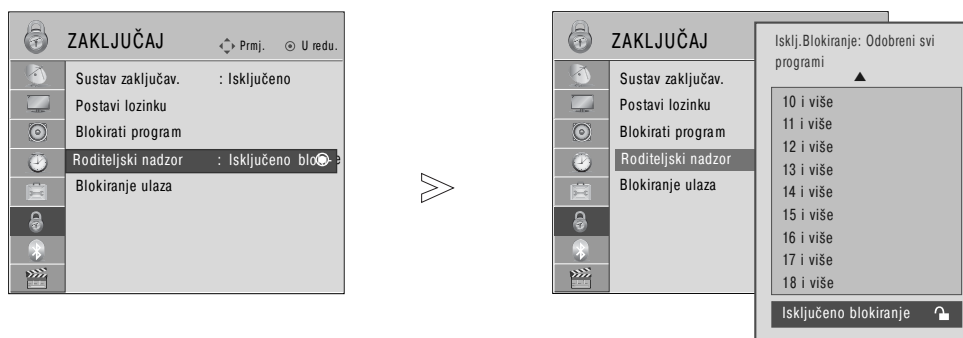 ZAKLJUČAJ
Prmj. U redu.
Sustav zaključav. : Isključeno
Postavi lozinku
Blokirati program
Roditeljski nadzor : Isključeno
Blokiranje ulaza
ZAKLJUČAJ
Sustav zaključav.
Postavi lozinku
Blokirati program
Roditeljski nadzor
Blokiranje ulaza
Isklj.Blokiranje: Odobreni svi
programi
10 i više
11 i više
12 i više
13 i više
14 i više
15 i više
16 i više
17 i više
18 i više
Isključeno blokiranje